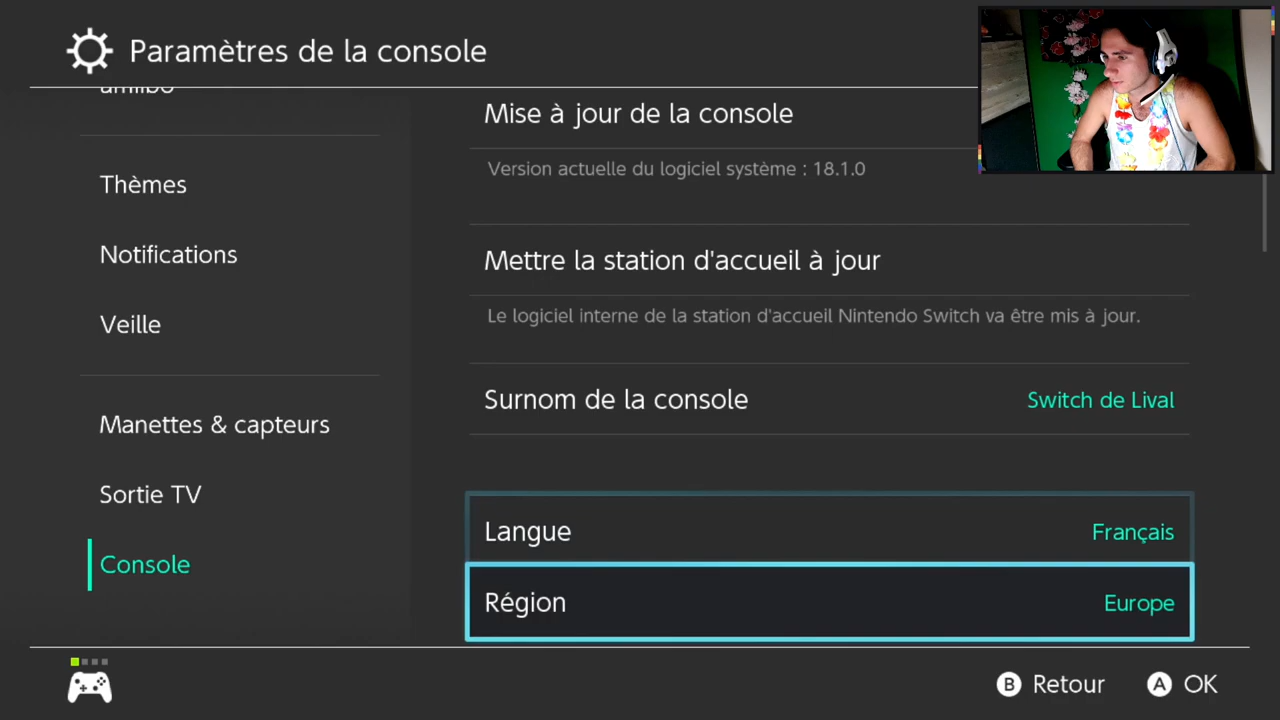 Paramètres de la console
amiibo
Thèmes
Notifications
Veille
Manettes & capteurs
Sortie TV
Console
Mise à jour de la console
Version actuelle du logiciel système : 18.1.0
Mettre la station d'accueil à jour
Le logiciel interne de la station d'accueil Nintendo Switch va être mis à jour.
Surnom de la console Switch de Lival
Langue Français
Région Europe
B Retour A OK